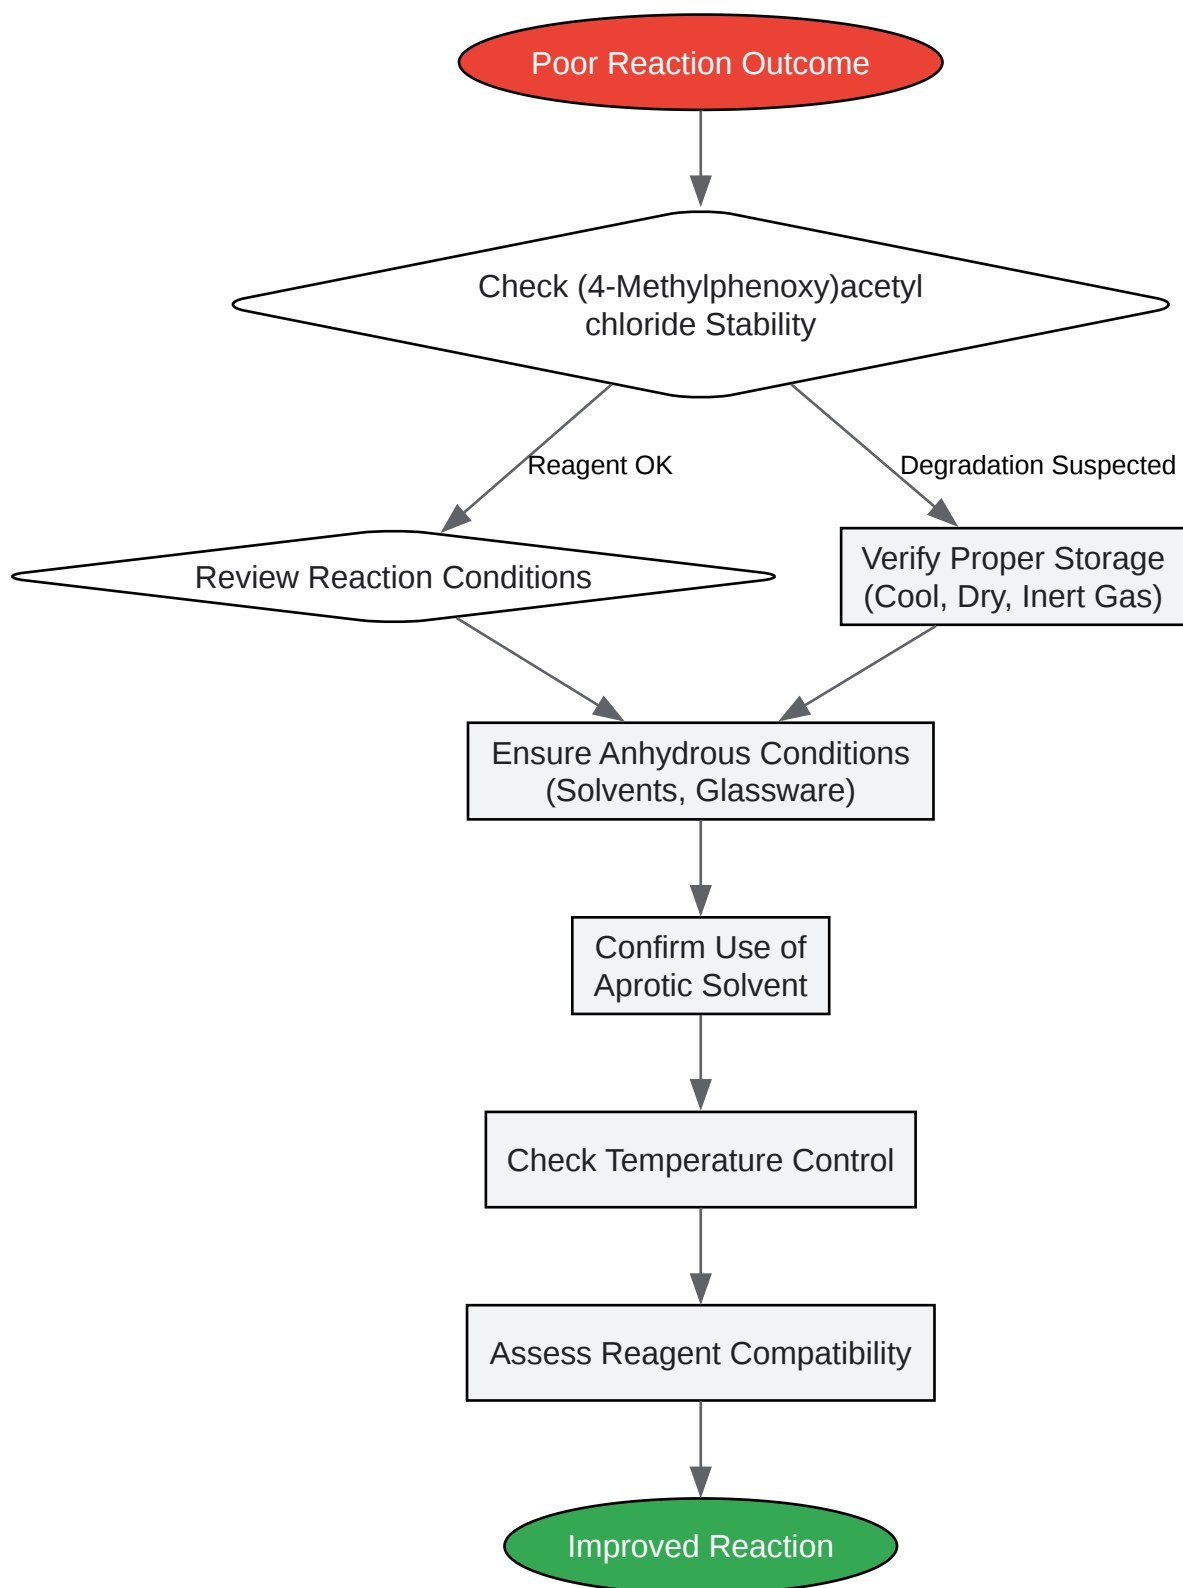 Poor Reaction Outcome
Check (4-Methylphenoxy)acetyl
chloride Stability
Reagent OK
Degradation Suspected
Review Reaction Conditions
Verify Proper Storage
(Cool, Dry, Inert Gas)
Ensure Anhydrous Conditions
(Solvents, Glassware)
Confirm Use of
Aprotic Solvent
Check Temperature Control
Assess Reagent Compatibility
Improved Reaction